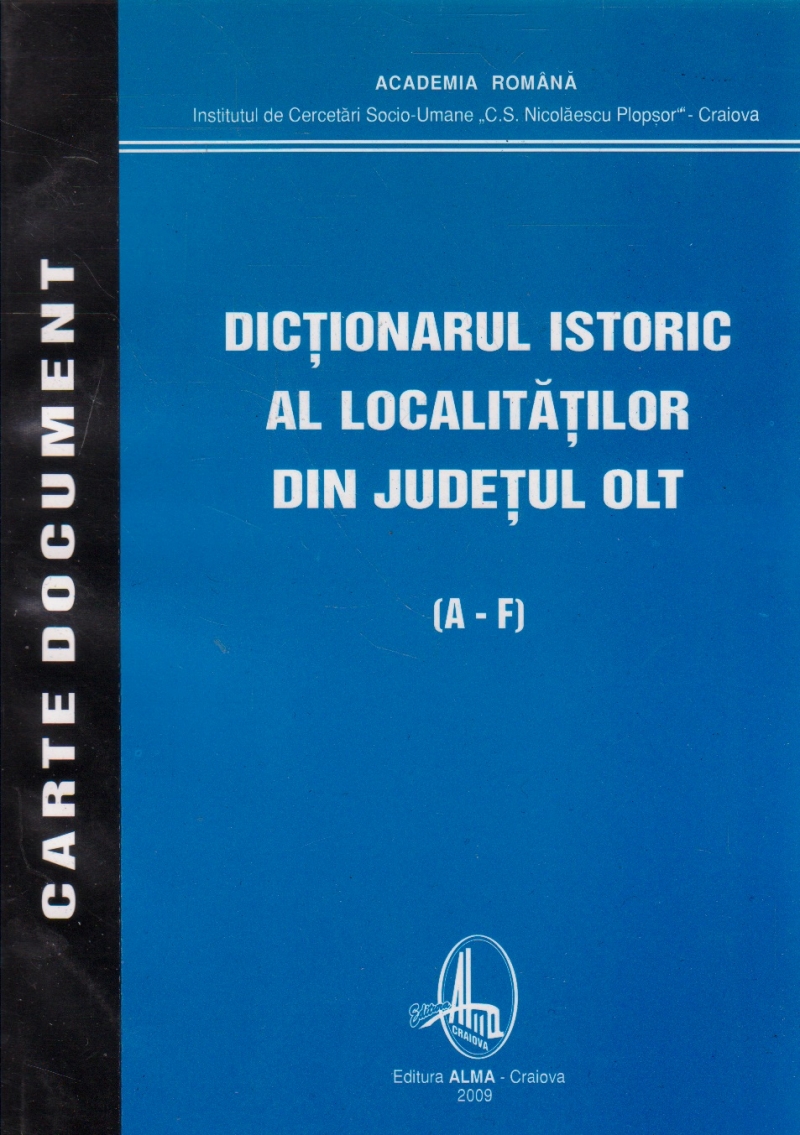 ACADEMIA ROMÂNĂ
Institutul de Cercetări Socio-Umane „C.S. Nicolăescu Plopșor”" - Craiova
DICȚIONARUL ISTORIC
AL LOCALITĂȚILOR
DIN JUDEȚUL OLT
(A - F)
CARTE DOCUMENT
Editura Alma
CRAIOVA
Editura ALMA - Craiova
2009